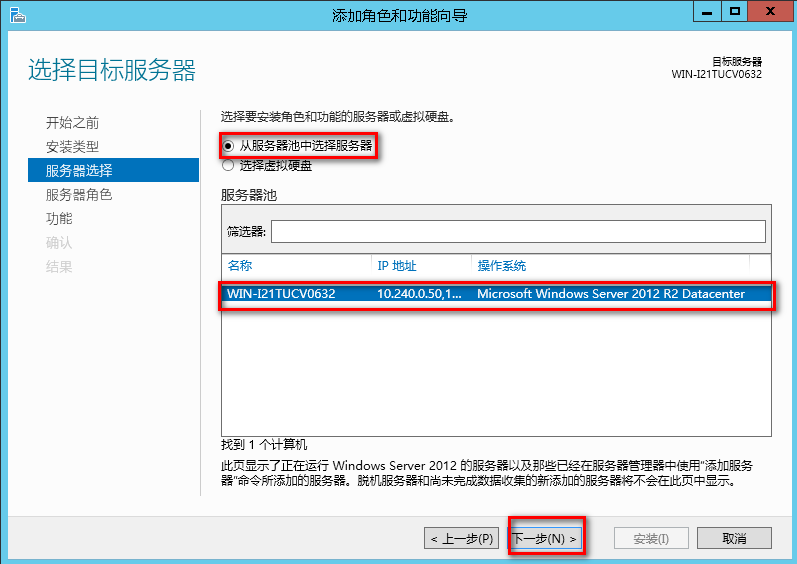 添加角色和功能向导
选择目标服务器
目标服务器
WIN-I21TUCV0632
开始之前
安装类型
服务器选择
服务器角色
功能
确认
结果
选择要安装角色和功能的服务器或虚拟硬盘。
从服务器池中选择服务器
选择虚拟硬盘
服务器池
筛选器:
名称 IP 地址 操作系统
WIN-I21TUCV0632 10.240.0.50,1... Microsoft Windows Server 2012 R2 Datacenter
找到 1 个计算机
此页显示了正在运行 Windows Server 2012 的服务器以及那些已经在服务器管理器中使用"添加服务
器"命令所添加的服务器。脱机服务器和尚未完成数据收集的新添加的服务器将不会在此页中显示。
< 上一步(P) 下一步(N) > 安装(I) 取消